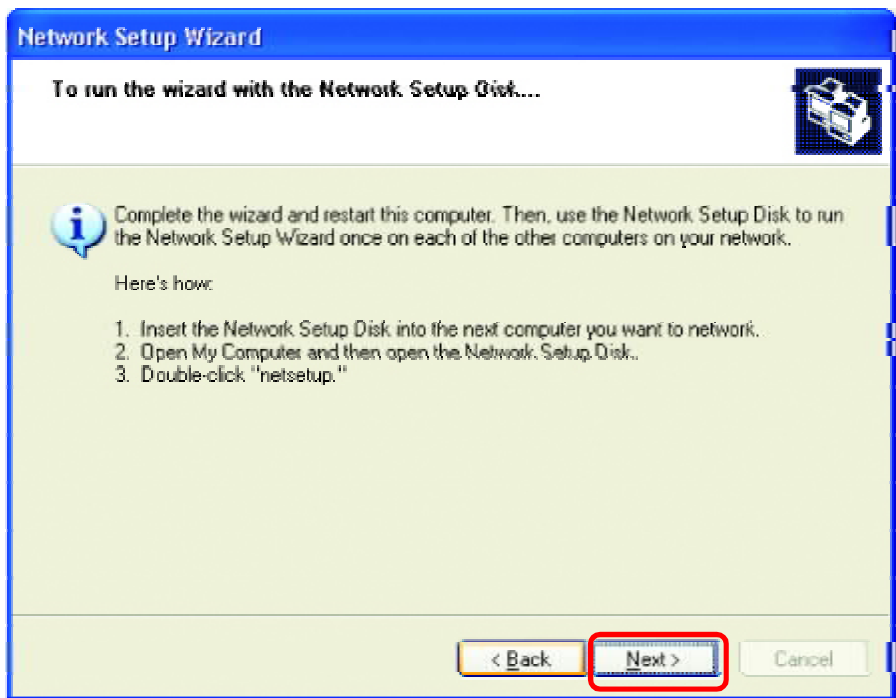 Network Setup Wizard
To run the wizard with the Network Setup Disk....
Complete the wizard and restart this computer. Then, use the Network Setup Disk to run
the Network Setup Wizard once on each of the other computers on your network.
Here's how:
1. Insert the Network Setup Disk into the next computer you want to network.
2. Open My Computer and then open the Network Setup Disk.
3. Double-click "netsetup."
< Back
Next >
Cancel